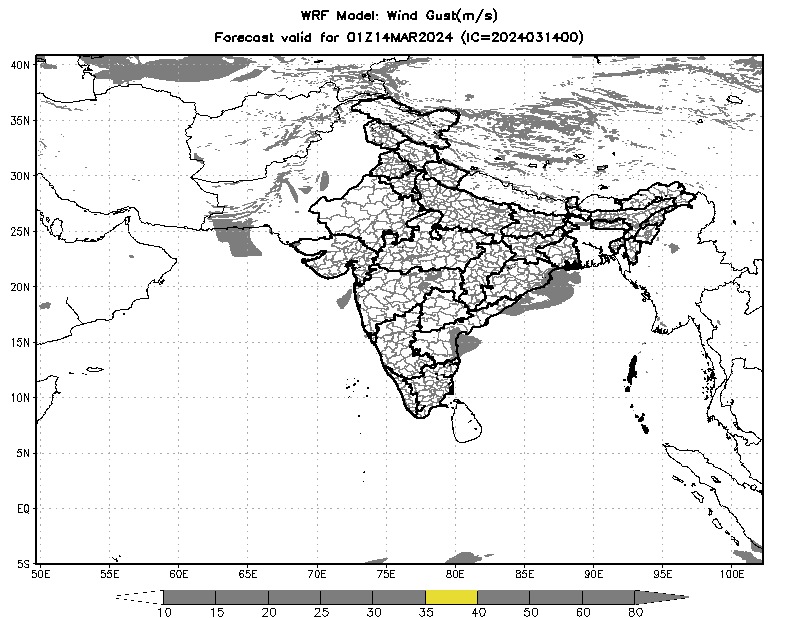 WRF Model: Wind Gust(m/s)
Forecast valid for 01Z14MAR2024 (IC=2024031400)
40N
35N
30N
25N
20N
15N
10N
5N
EQ
5S
50E 55E 60E 65E 70E 75E 80E 85E 90E 95E 100E
10 15 20 25 30 35 40 50 60 80